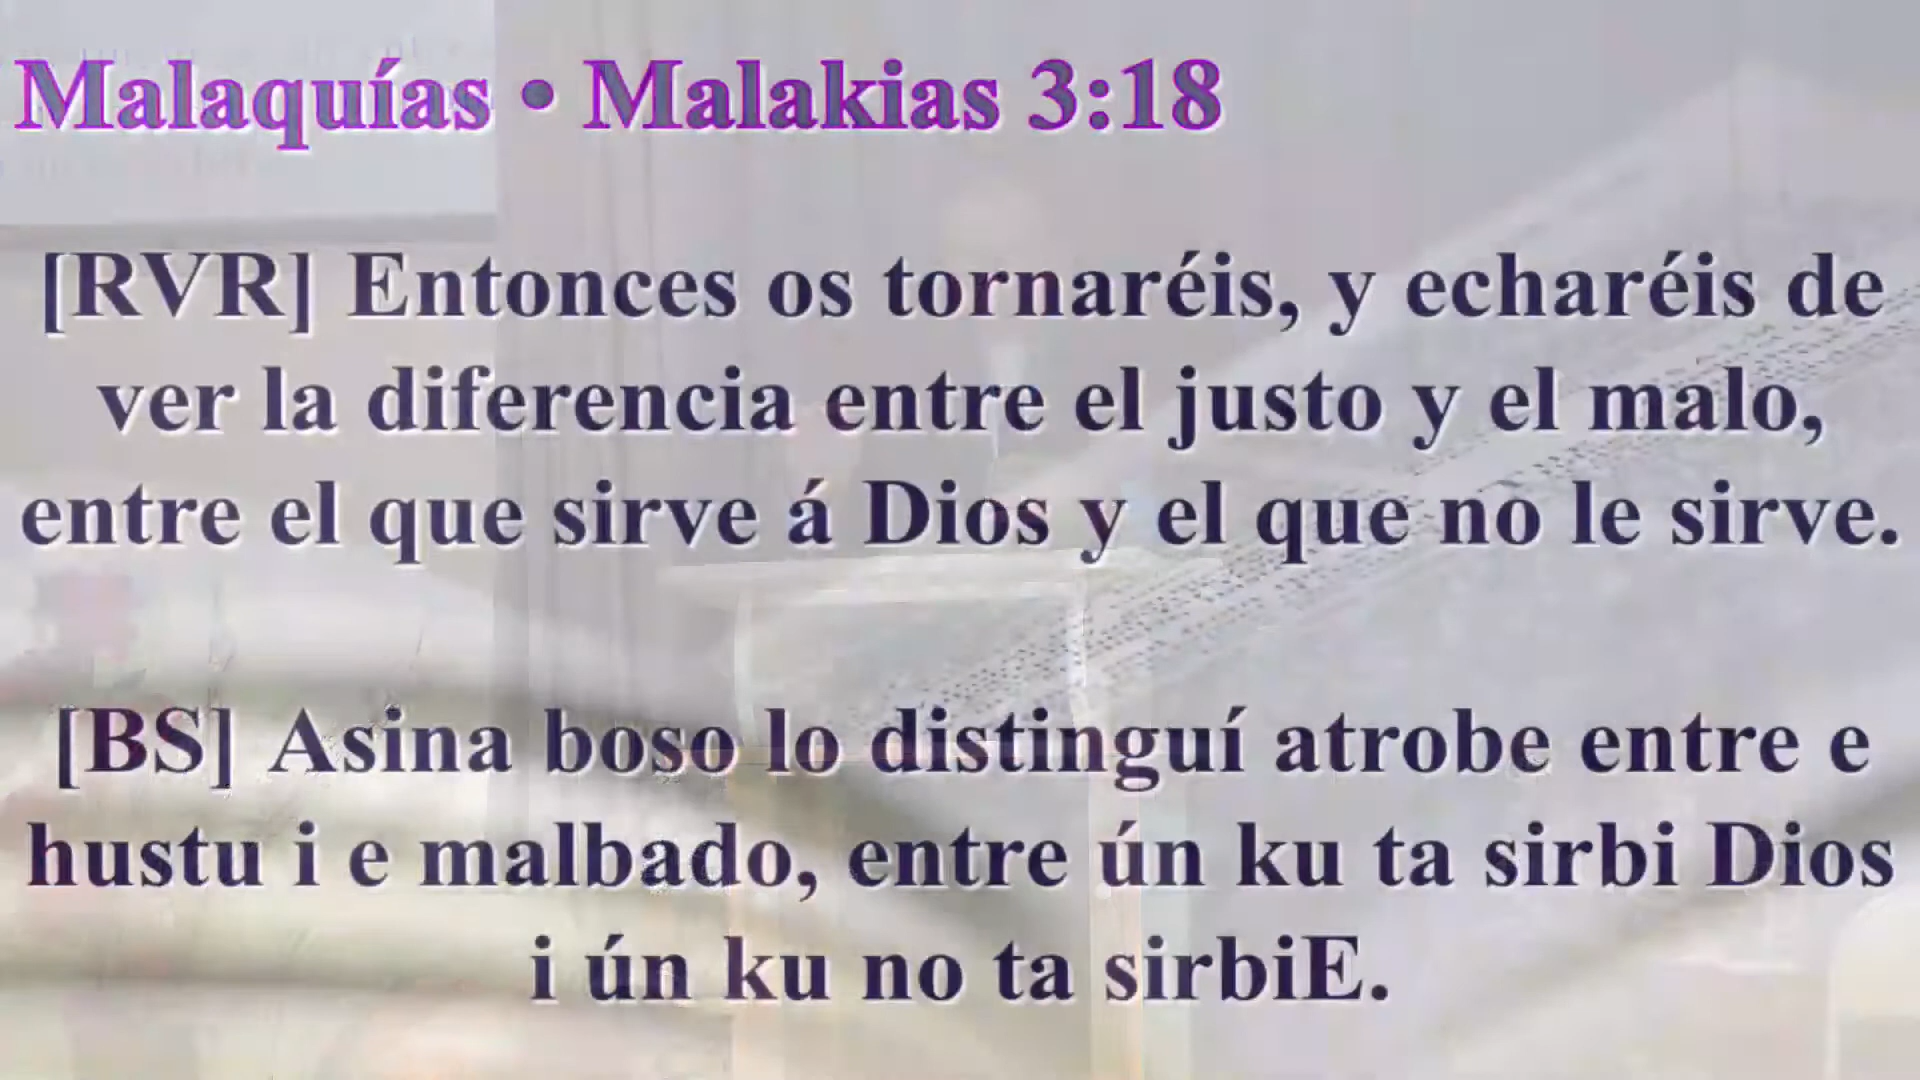 Malaquías • Malakias 3:18
[RVR] Entonces os tornaréis, y echaréis de
ver la diferencia entre el justo y el malo,
entre el que sirve á Dios y el que no le sirve.
[BS] Asina boso lo distinguí atrobe entre e
hustu i e malbado, entre ún ku ta sirbi Dios
i ún ku no ta sirbiE.